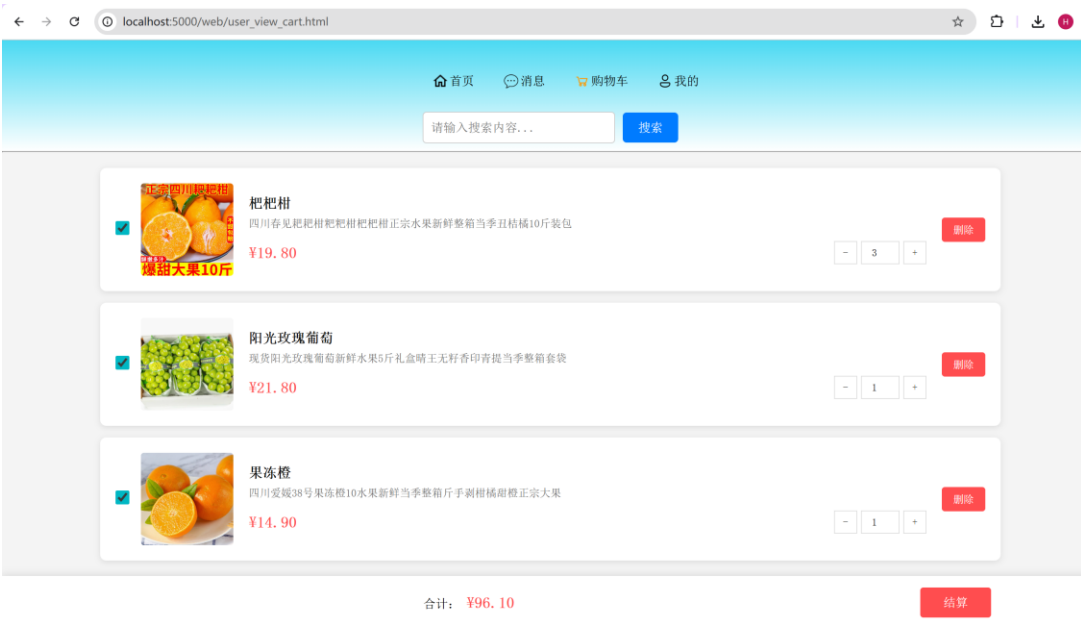 localhost:5000/web/user_view_cart.html
H
首页 消息 购物车 我的
请输入搜索内容... 搜索
正宗四川耙耙柑
爆甜大果10斤
杷杷柑
四川春见耙耙柑粑粑柑杷杷柑正宗水果新鲜整箱当季丑桔橘10斤装包
¥19.80
- 3 +
删除
阳光玫瑰葡萄
现货阳光玫瑰葡萄新鲜水果5斤礼盒晴王无籽香印青提当季整箱套袋
¥21.80
- 1 +
删除
果冻橙
四川爱媛38号果冻橙10水果新鲜当季整箱斤手剥柑橘甜橙正宗大果
¥14.90
- 1 +
删除
合计： ¥96.10
结算